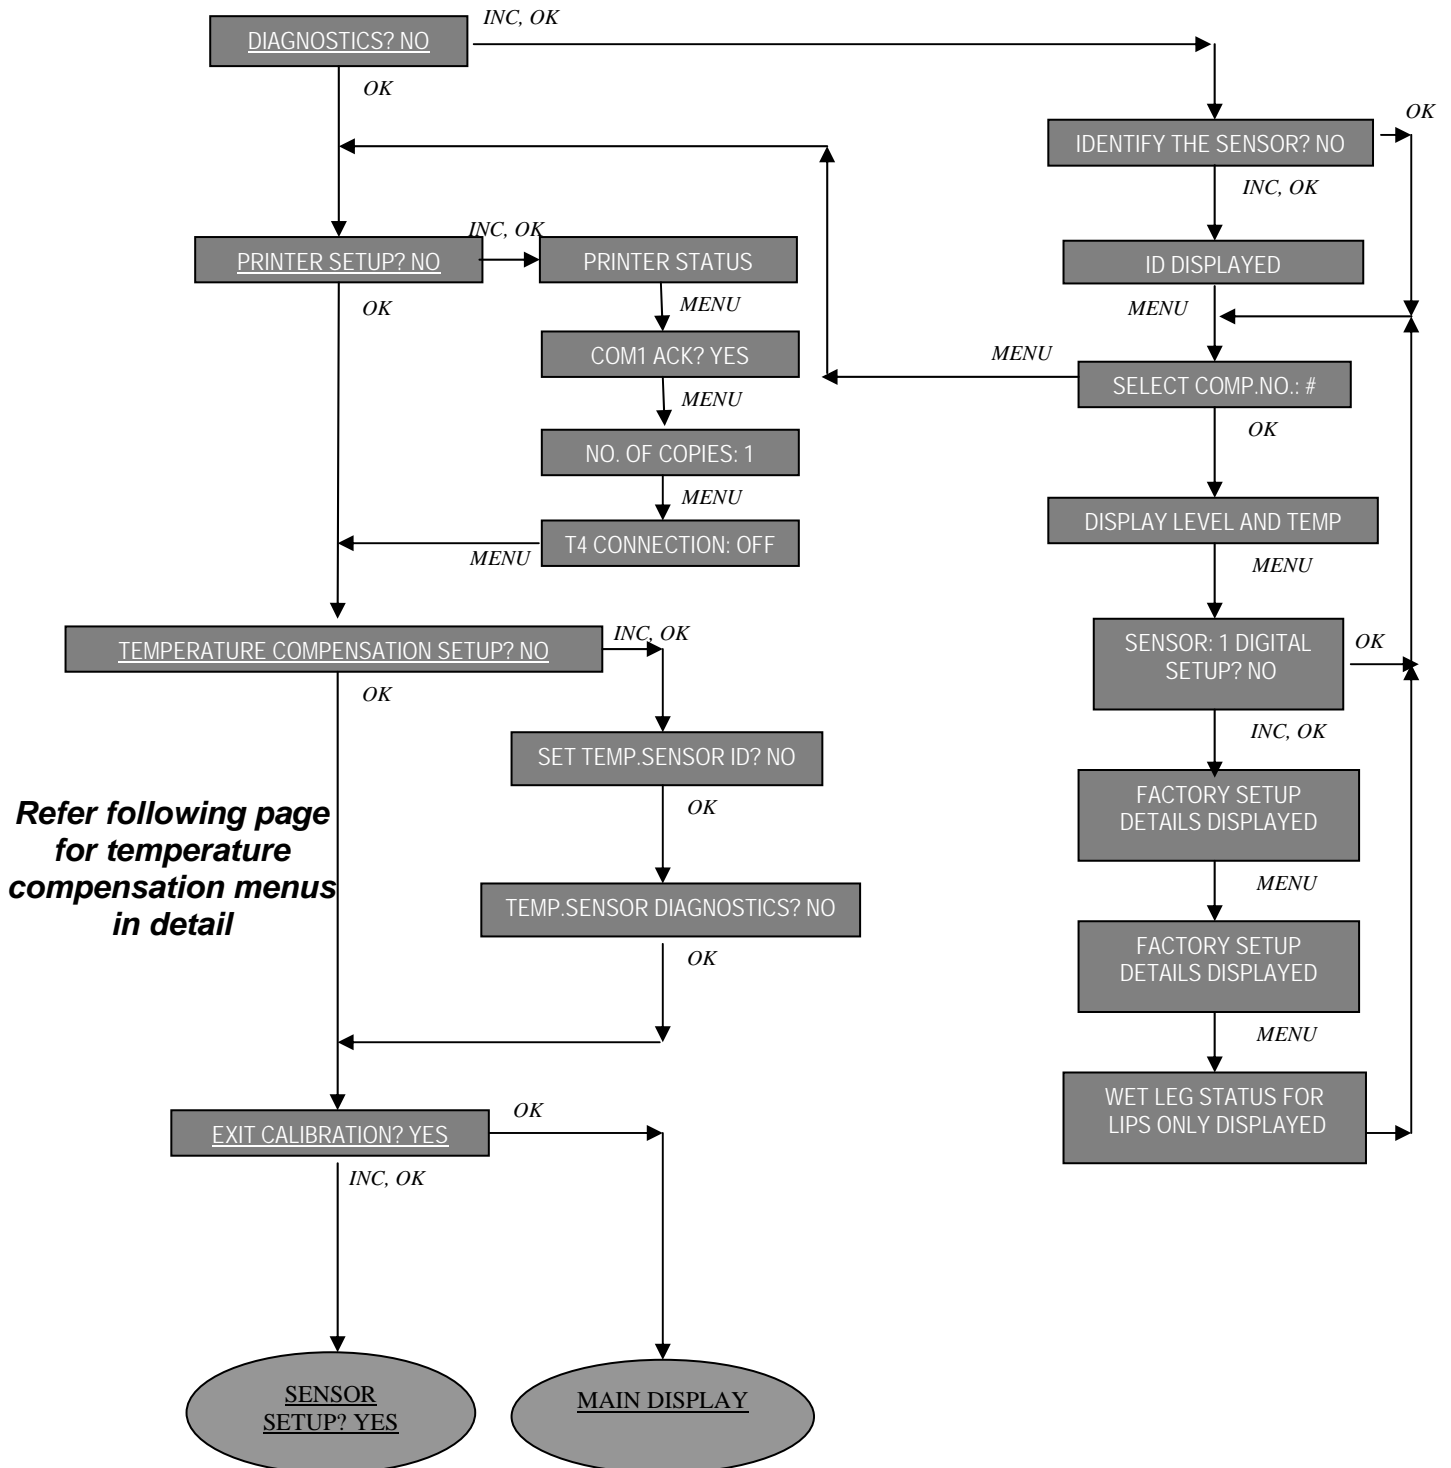 INC, OK
DIAGNOSTICS? NO
OK
OK
IDENTIFY THE SENSOR? NO
INC, OK
INC, OK
PRINTER SETUP? NO
PRINTER STATUS
ID DISPLAYED
OK
MENU
MENU
COM1 ACK? YES
MENU
SELECT COMP.NO.: #
MENU
OK
NO. OF COPIES: 1
MENU
DISPLAY LEVEL AND TEMP
T4 CONNECTION: OFF
MENU
MENU
TEMPERATURE COMPENSATION SETUP? NO
INC, OK
SENSOR: 1 DIGITAL
SETUP? NO
OK
OK
INC, OK
SET TEMP.SENSOR ID? NO
OK
FACTORY SETUP
DETAILS DISPLAYED
Refer following page
for temperature
compensation menus
in detail
MENU
TEMP.SENSOR DIAGNOSTICS? NO
OK
FACTORY SETUP
DETAILS DISPLAYED
MENU
WET LEG STATUS FOR
LIPS ONLY DISPLAYED
EXIT CALIBRATION? YES
OK
INC, OK
SENSOR
SETUP? YES
MAIN DISPLAY